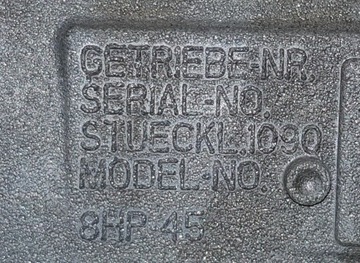 GETRIEBE-NR.
SERIAL-NO.
STUECKL.1090
MODEL-NO.
8HP 45